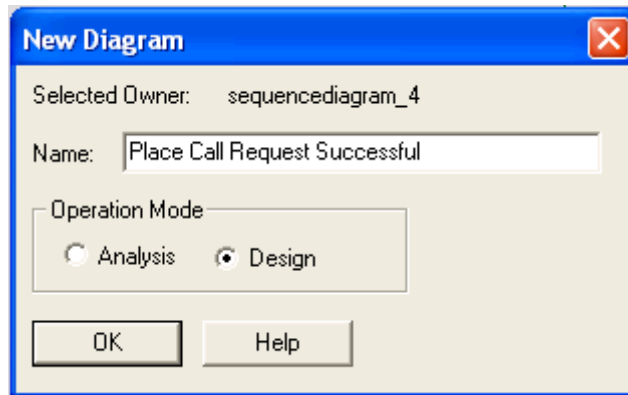 New Diagram
Selected Owner: sequencediagram_4
Name: Place Call Request Successful
Operation Mode
Analysis Design
OK Help